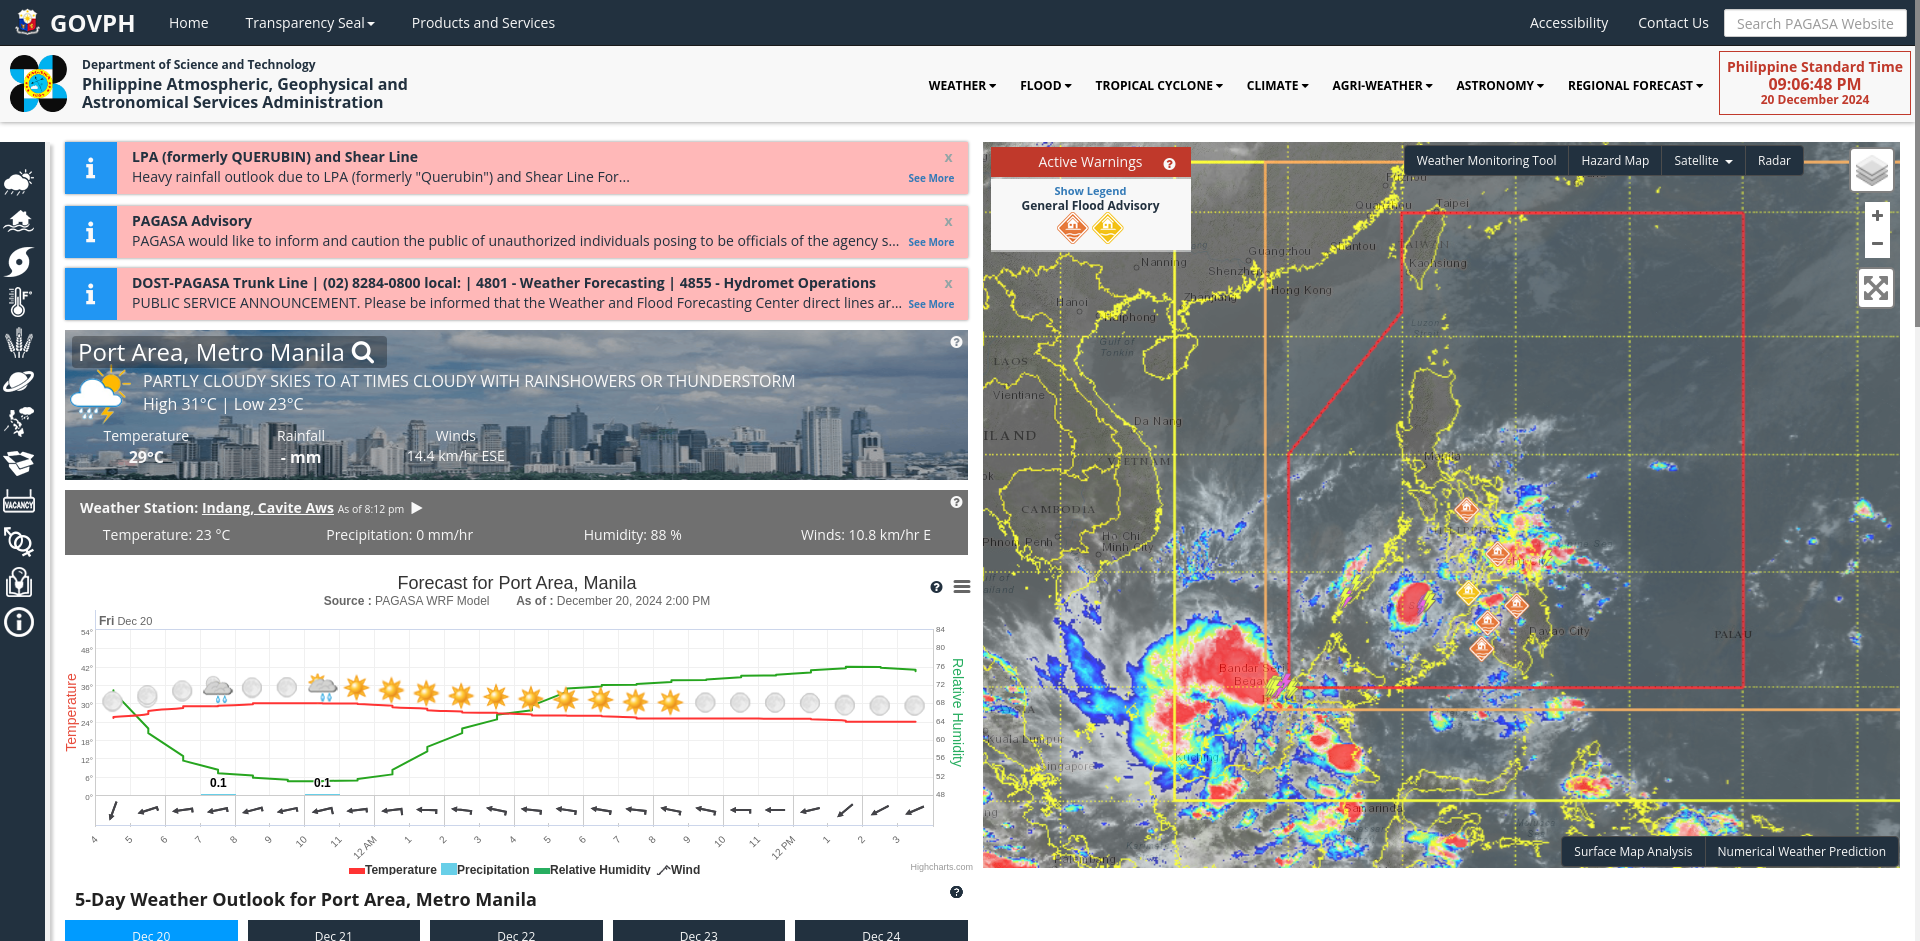 GOVPH Home Transparency Seal Products and Services Accessibility Contact Us Search PAGASA Website
Department of Science and Technology
Philippine Atmospheric, Geophysical and
Astronomical Services Administration
WEATHER FLOOD TROPICAL CYCLONE CLIMATE AGRI-WEATHER ASTRONOMY REGIONAL FORECAST
Philippine Standard Time
09:06:48 PM
20 December 2024
LPA (formerly QUERUBIN) and Shear Line x
Heavy rainfall outlook due to LPA (formerly "Querubin") and Shear Line For... See More
PAGASA Advisory x
PAGASA would like to inform and caution the public of unauthorized individuals posing to be officials of the agency s... See More
DOST-PAGASA Trunk Line | (02) 8284-0800 local: | 4801 - Weather Forecasting | 4855 - Hydromet Operations x
PUBLIC SERVICE ANNOUNCEMENT. Please be informed that the Weather and Flood Forecasting Center direct lines ar... See More
Port Area, Metro Manila
PARTLY CLOUDY SKIES TO AT TIMES CLOUDY WITH RAINSHOWERS OR THUNDERSTORM
High 31°C | Low 23°C
Temperature Rainfall Winds
29°C - mm 14.4 km/hr ESE
Weather Station: Indang, Cavite Aws As of 8:12 pm
Temperature: 23 °C Precipitation: 0 mm/hr Humidity: 88 % Winds: 10.8 km/hr E
Forecast for Port Area, Manila
Source : PAGASA WRF Model As of : December 20, 2024 2:00 PM
Fri Dec 20
54° 84
48° 80
42° 76
36° 72
30° 68
24° 64
18° 60
12° 56
6° 52
0° 48
Temperature
Relative Humidity
0.1 0.1
4 5 6 7 8 9 10 11 12 AM 1 2 3 4 5 6 7 8 9 10 11 12 PM 1 2 3
Temperature Precipitation Relative Humidity Wind
Highcharts.com
5-Day Weather Outlook for Port Area, Metro Manila
Dec 20 Dec 21 Dec 22 Dec 23 Dec 24
VACANCY
Active Warnings
Show Legend
General Flood Advisory
Weather Monitoring Tool Hazard Map Satellite Radar
+
−
Taipei
TAIWAN
Kaohsiung
Guangzhou
Shantou
Nanning
Shenzhen
Hong Kong
Zhanjiang
Hanoi
Haiphong
Gulf of
Tonkin
Luzon
LAOS
Vientiane
Da Nang
ILAND
VIETNAM
Manila
CAMBODIA
Phnom Penh
Ho Chi
Minh City
Davao City
PALAU
Bandar Seri
Bega
Kuala Lumpur
Singapore
Kuching
Samarinda
Surface Map Analysis Numerical Weather Prediction